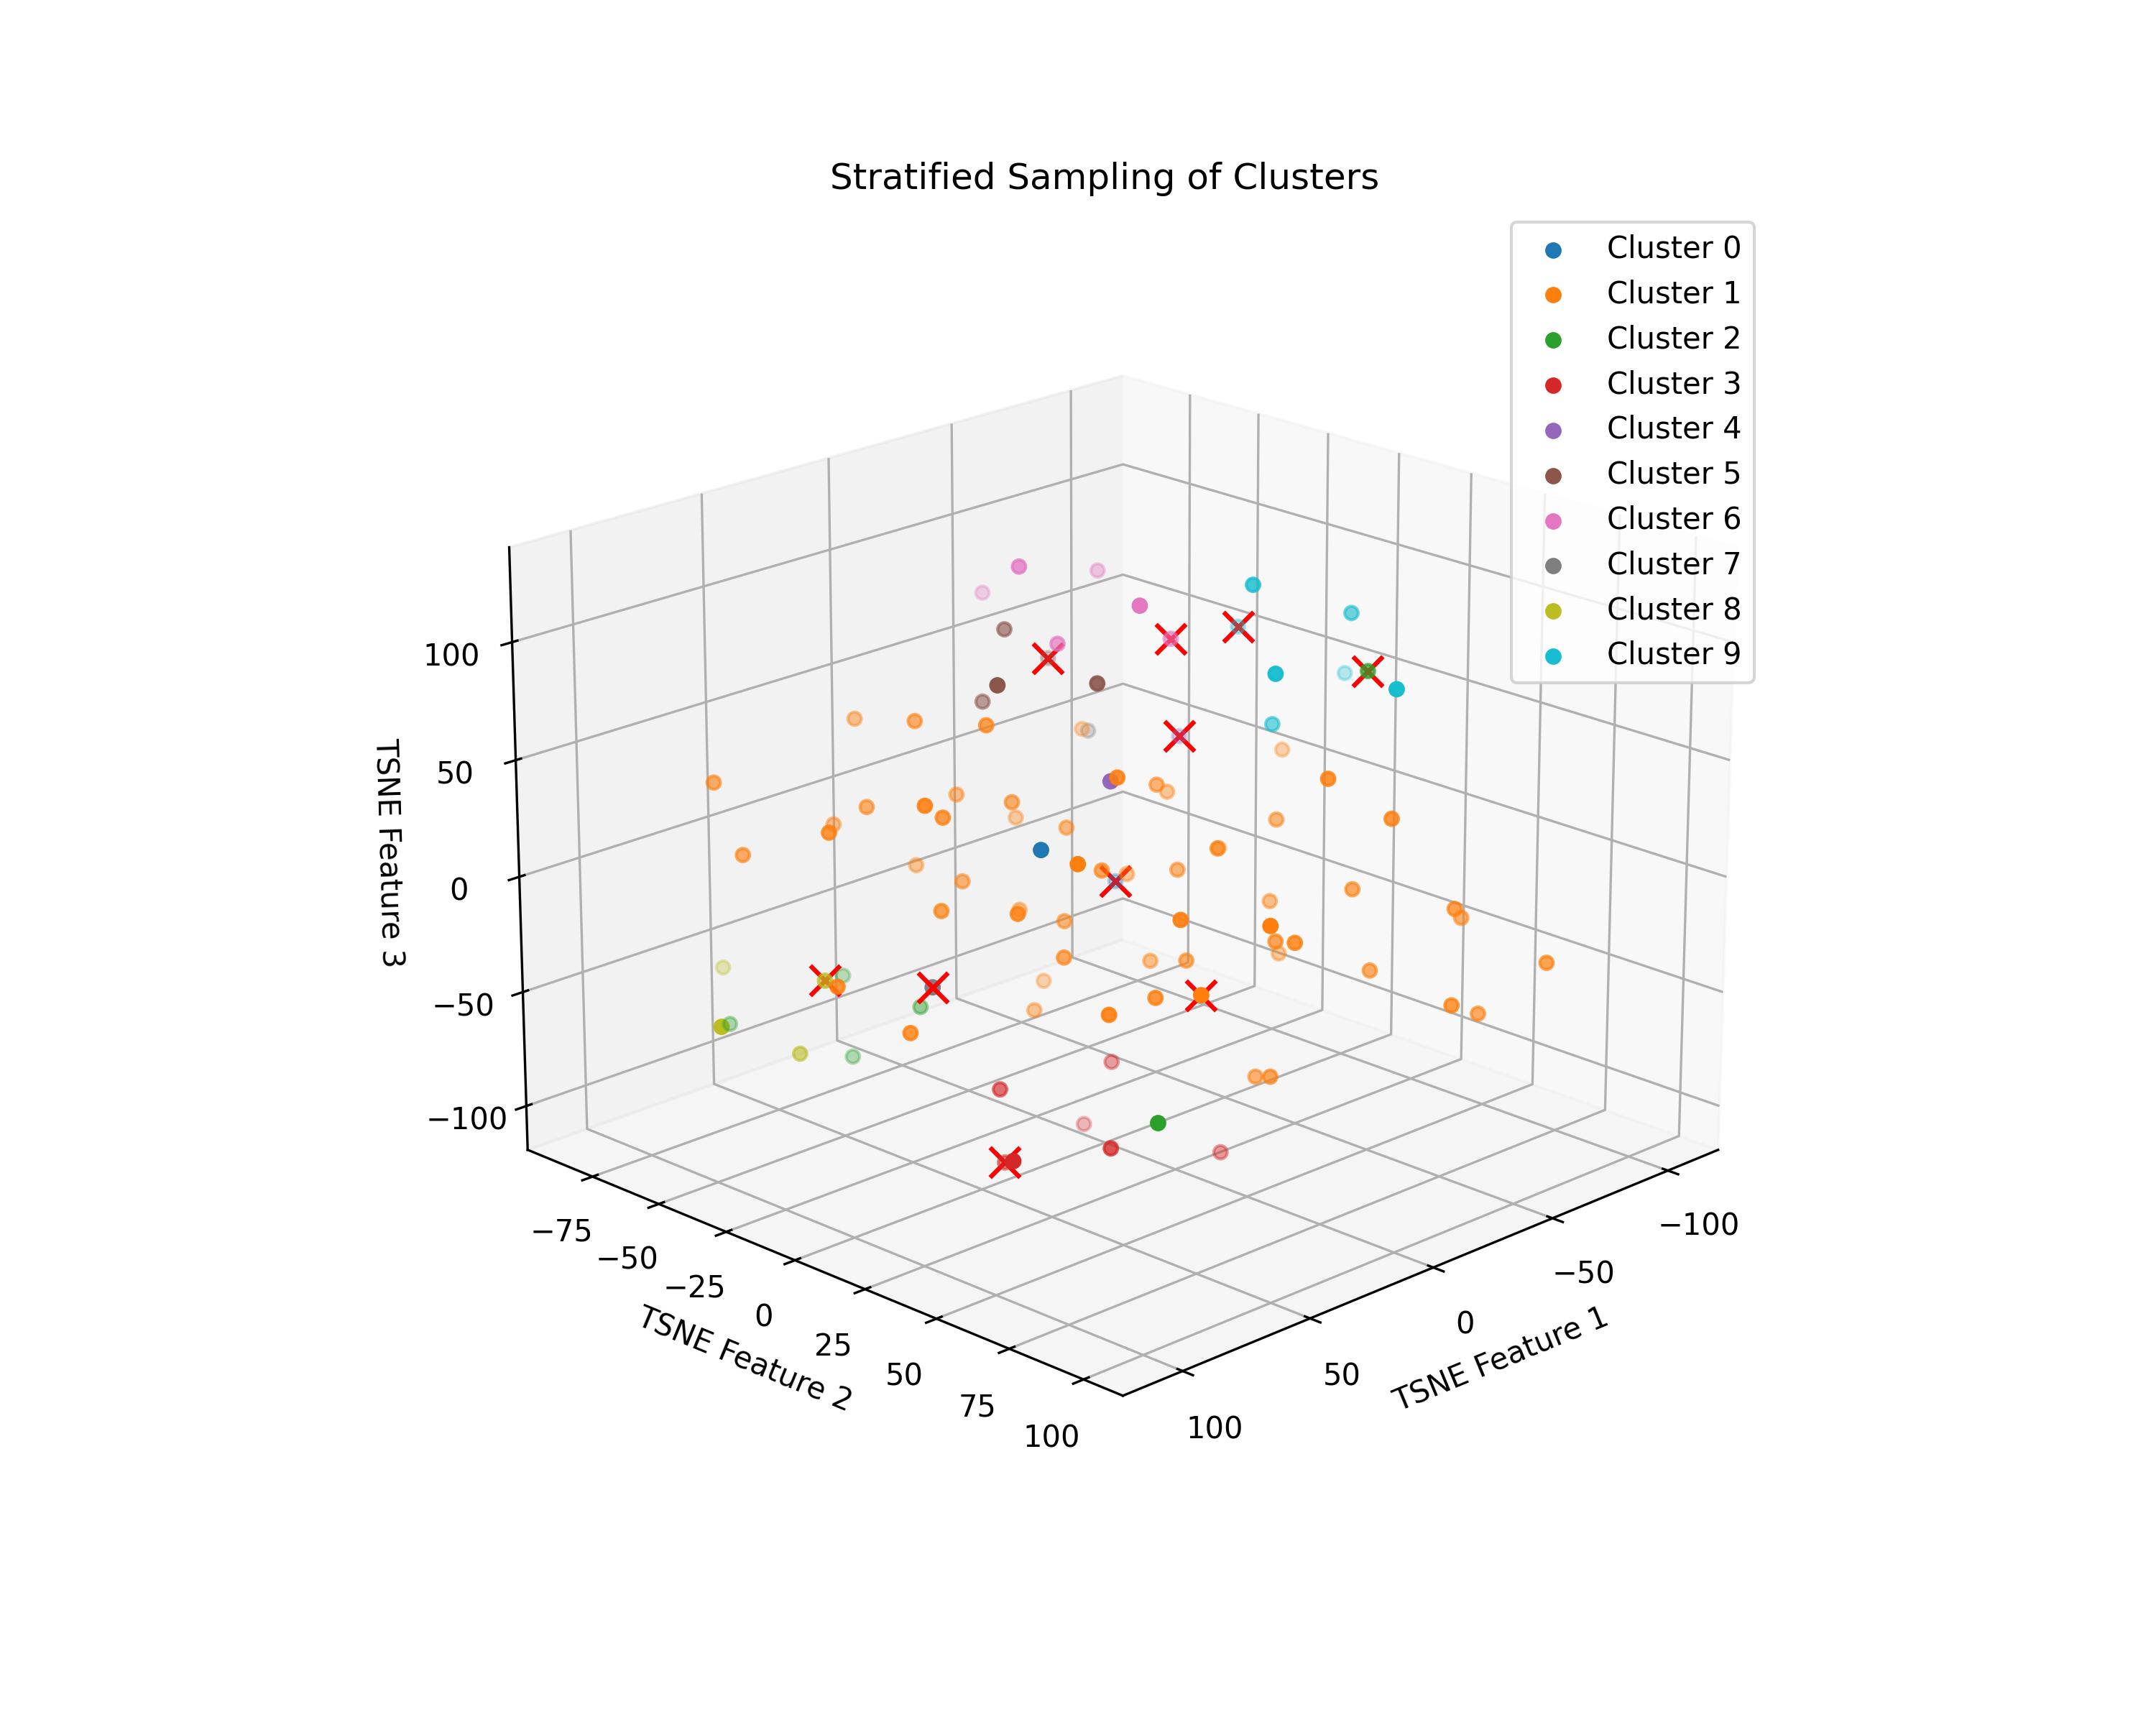 Stratified Sampling of Clusters
Cluster 0
Cluster 1
Cluster 2
Cluster 3
Cluster 4
Cluster 5
Cluster 6
Cluster 7
Cluster 8
Cluster 9
TSNE Feature 3
100
50
0
−50
−100
−75
−50
−25
0
25
50
75
100
TSNE Feature 2
−100
−50
0
50
100
TSNE Feature 1